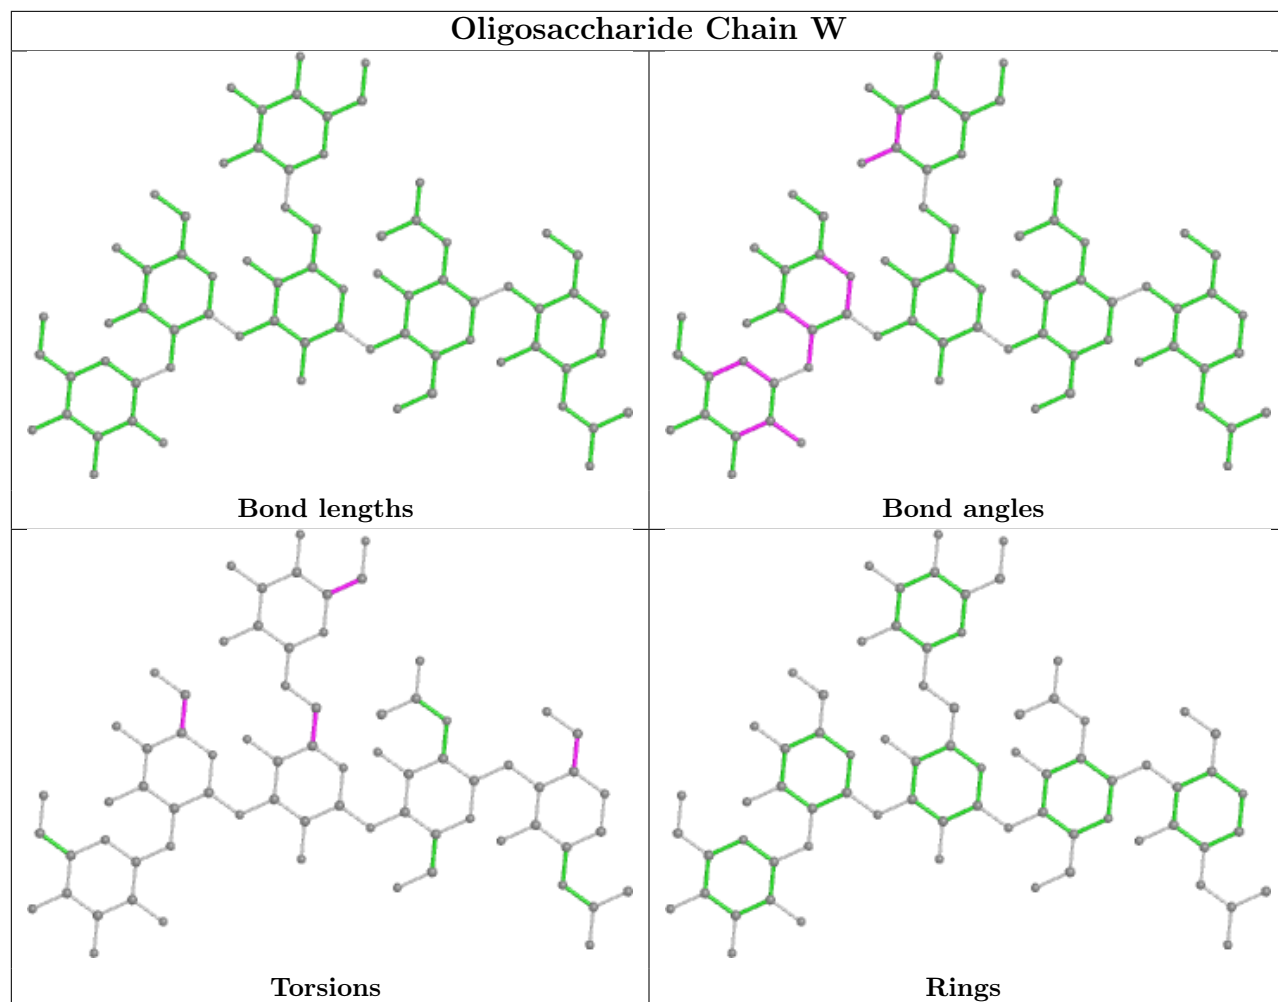 Oligosaccharide Chain W
Bond lengths
Bond angles
Torsions
Rings